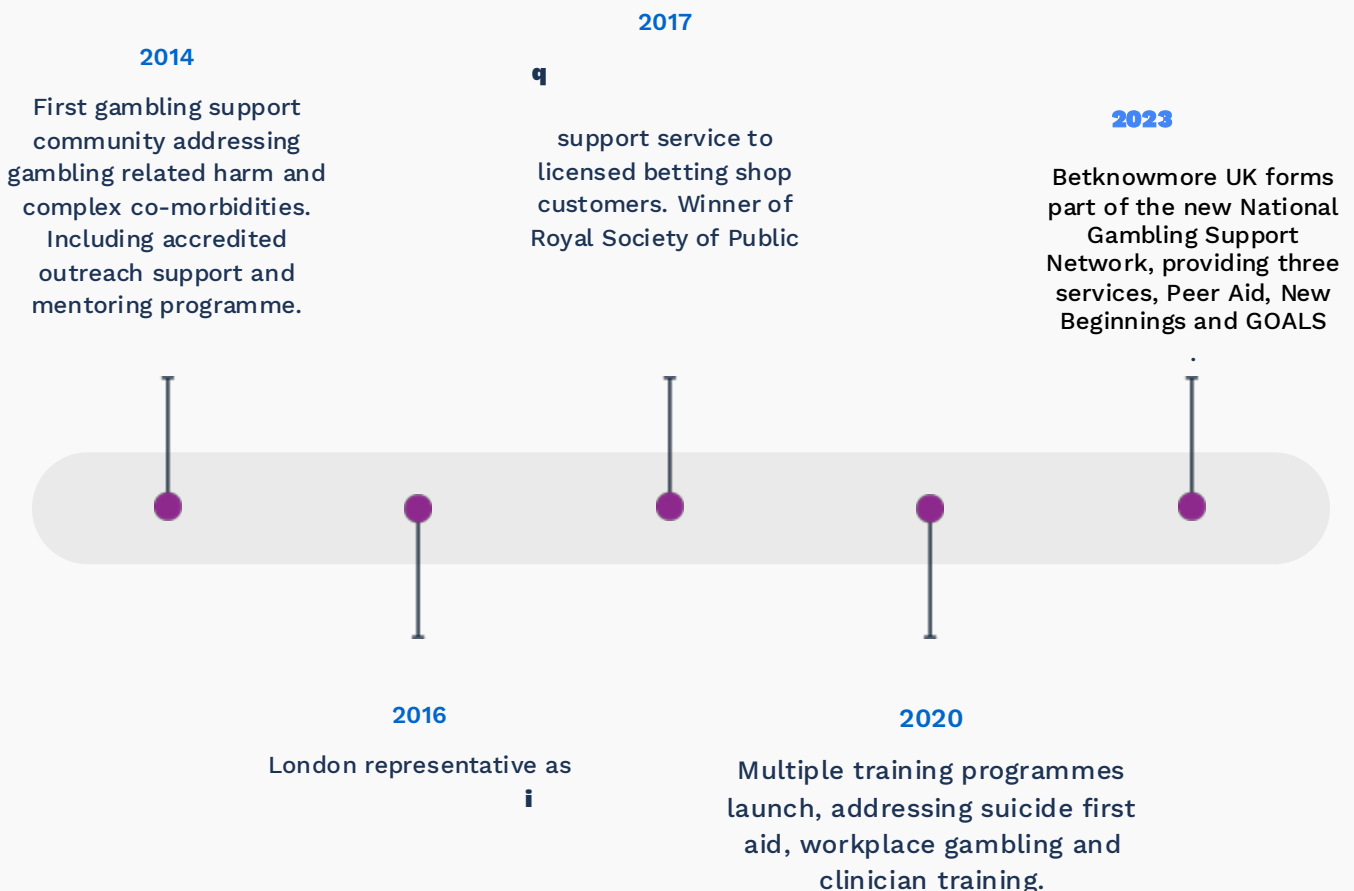 2014
First gambling support
community addressing
gambling related harm and
complex co-morbidities.
Including accredited
outreach support and
mentoring programme.
2016
London representative as
i
2017
q
support service to
licensed betting shop
customers. Winner of
Royal Society of Public
2020
Multiple training programmes
launch, addressing suicide first
aid, workplace gambling and
clinician training.
2023
Betknowmore UK forms
part of the new National
Gambling Support
Network, providing three
services, Peer Aid, New
Beginnings and GOALS
.